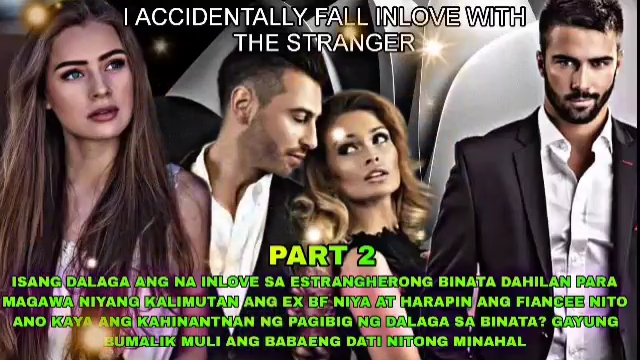 I ACCIDENTALLY FALL INLOVE WITH
THE STRANGER
PART 2
ISANG DALAGA ANG NA INLOVE SA ESTRANGHERONG BINATA DAHILAN PARA
MAGAWA NIYANG KALIMUTAN ANG EX BF NIYA AT HARAPIN ANG FIANCEE NITO
ANO KAYA ANG KAHINANTNAN NG PAGIBIG NG DALAGA SA BINATA? GAYUNG
BUMALIK MULI ANG BABAENG DATI NITONG MINAHAL